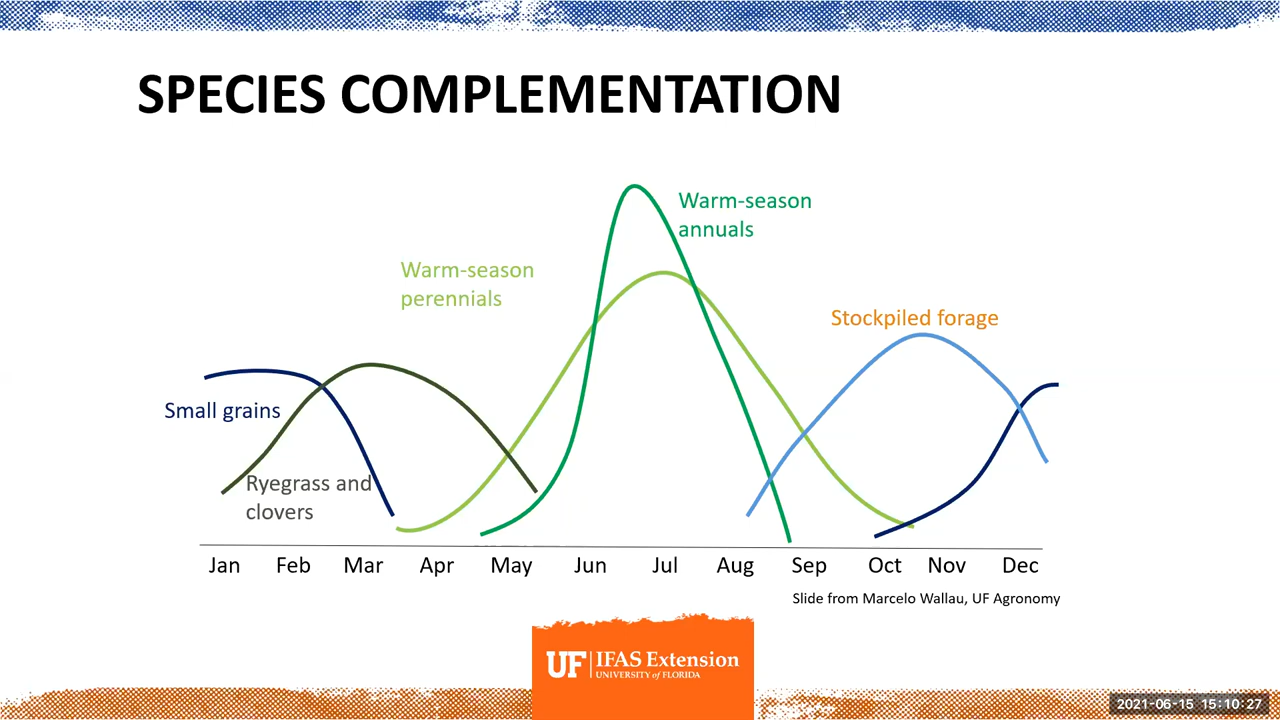 SPECIES COMPLEMENTATION
Warm-season
annuals
Warm-season
perennials
Stockpiled forage
Small grains
Ryegrass and
clovers
Jan Feb Mar Apr May Jun Jul Aug Sep Oct Nov Dec
Slide from Marcelo Wallau, UF Agronomy
UF IFAS Extension
UNIVERSITY of FLORIDA
2021-06-15 15:10:27